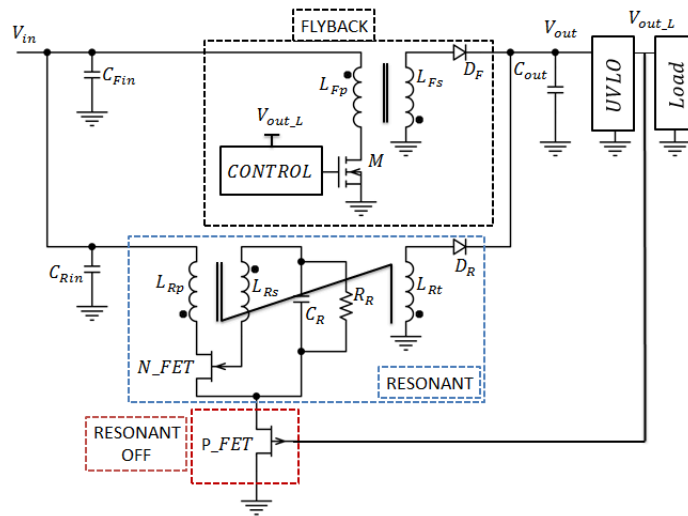 FLYBACK
V_in
V_out
V_out_L
C_Fin
L_Fp
L_Fs
D_F
C_out
UVLO
Load
V_out_L
CONTROL
M
C_Rin
L_Rp
L_Rs
C_R
R_R
L_Rt
D_R
N_FET
RESONANT
RESONANT
OFF
P_FET